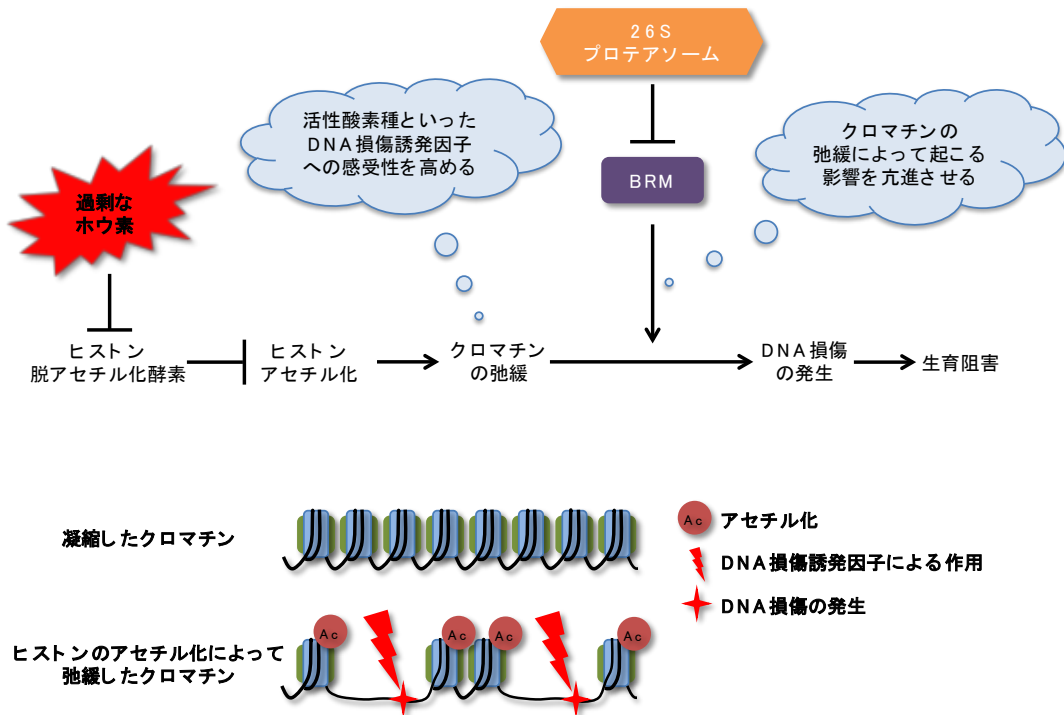 26S
プロテアソーム
活性酸素種といった
DNA損傷誘発因子
への感受性を高める
クロマチンの
弛緩によって起こる
影響を亢進させる
BRM
過剰な
ホウ素
ヒストン
脱アセチル化酵素
ヒストン
アセチル化
クロマチン
の弛緩
DNA損傷
の発生
生育阻害
凝縮したクロマチン
Ac
アセチル化
DNA損傷誘発因子による作用
DNA損傷の発生
ヒストンのアセチル化によって
弛緩したクロマチン
Ac
Ac
Ac
Ac